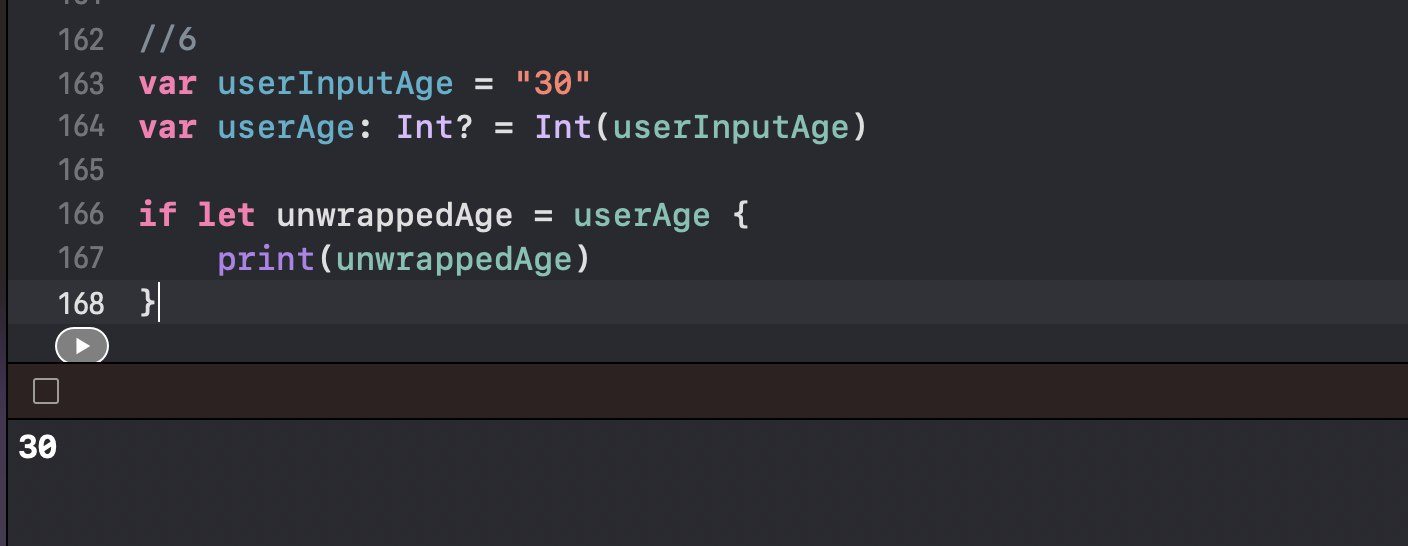 162 //6
163 var userInputAge = "30"
164 var userAge: Int? = Int(userInputAge)
165
166 if let unwrappedAge = userAge {
167     print(unwrappedAge)
168 }
30